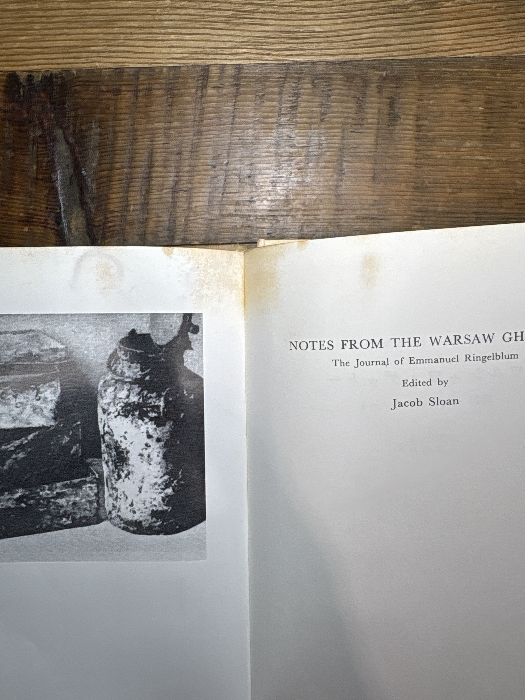 NOTES FROM THE WARSAW GH
The Journal of Emmanuel Ringelblum
Edited by
Jacob Sloan